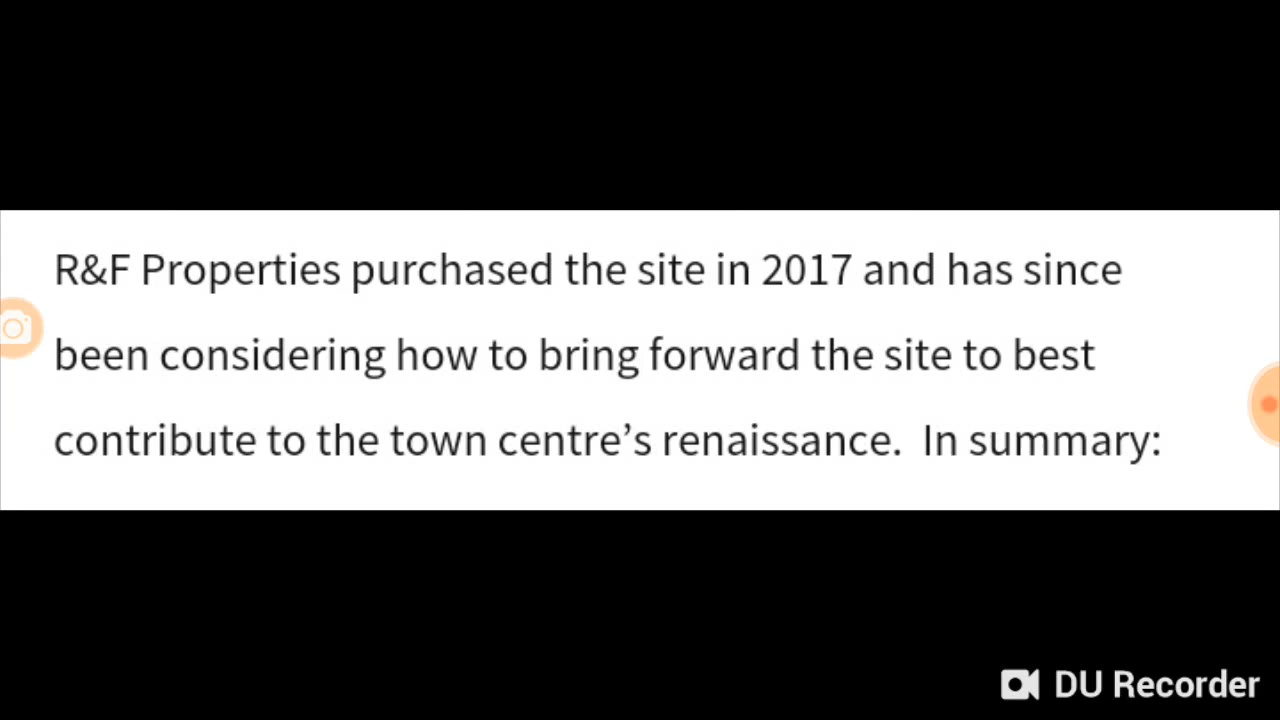 R&F Properties purchased the site in 2017 and has since
been considering how to bring forward the site to best
contribute to the town centre’s renaissance.  In summary:
DU Recorder